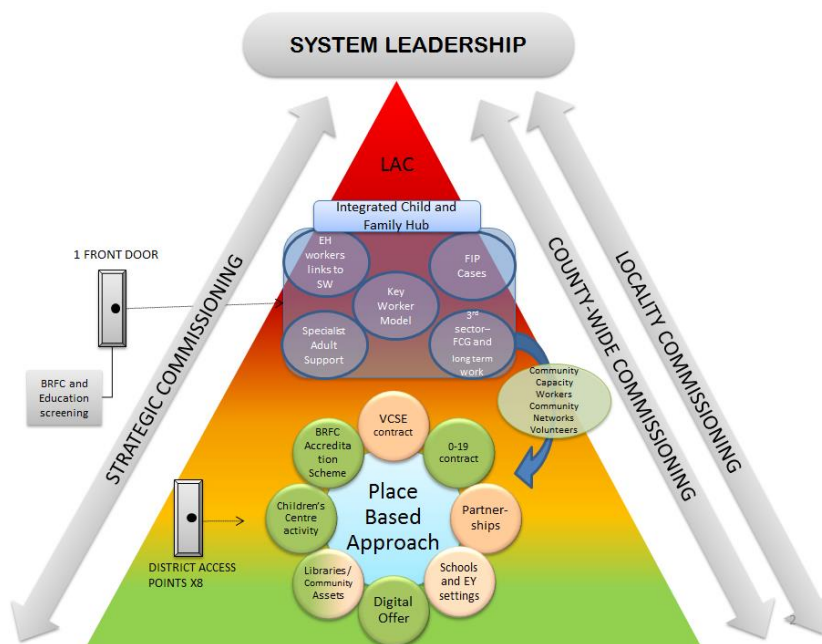 SYSTEM LEADERSHIP
LAC
Integrated Child and
Family Hub
EH
workers
links to
SW
FIP
Cases
Key
Worker
Model
Specialist
Adult
Support
3rd
sector–
FCG and
long term
work
1 FRONT DOOR
BRFC and
Education
screening
STRATEGIC COMMISSIONING
COUNTY-WIDE COMMISSIONING
LOCALITY COMMISSIONING
Community
Capacity
Workers
Community
Networks
Volunteers
VCSE
contract
BRFC
Accredita
tion
Scheme
0-19
contract
Children's
Centre
activity
Place
Based
Approach
Partner-
ships
Libraries/
Community
Assets
Digital
Offer
Schools
and EY
settings
DISTRICT ACCESS
POINTS X8
2